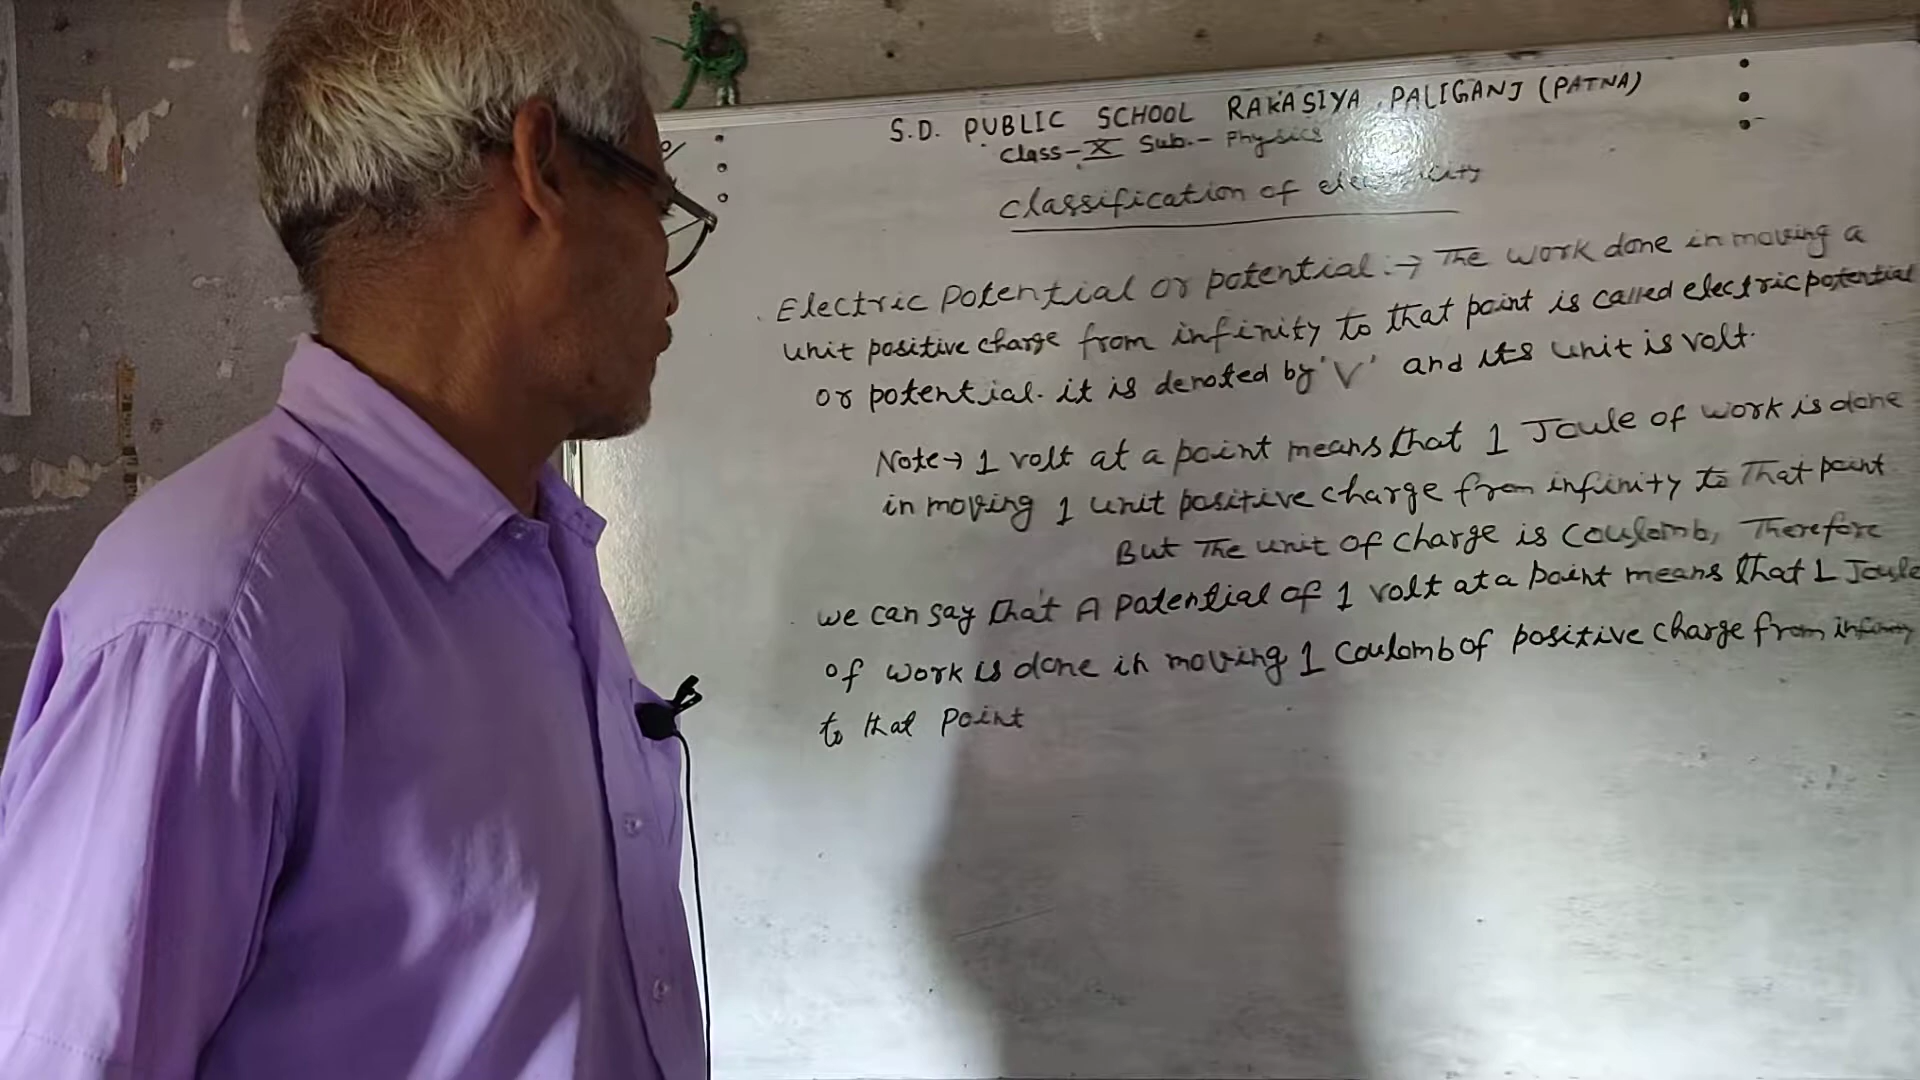 S.D. PUBLIC SCHOOL RAKASIYA, PALIGANJ (PATNA)
Class-X Sub.- Physics
Classification of electricity
Electric Potential or potential :→ The work done in moving a
unit positive charge from infinity to that point is called electric potential
or potential. it is denoted by 'V' and its unit is volt.
Note→ 1 volt at a point means that 1 Joule of work is done
in moving 1 unit positive charge from infinity to That point
But The unit of charge is Coulomb, Therefore
we can say that A potential of 1 volt at a point means that 1 Joule
of work is done in moving 1 Coulomb of positive charge from infinity
to that Point